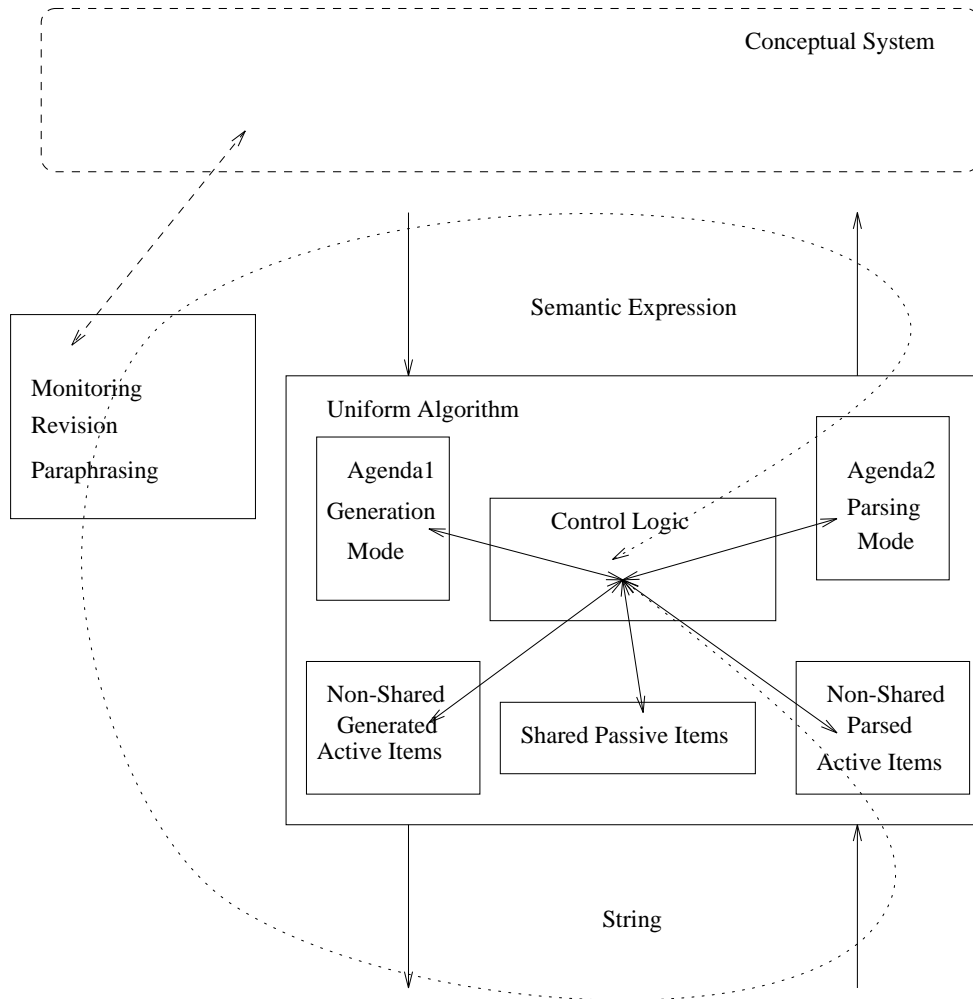 Conceptual System
Semantic Expression
Monitoring
Revision
Paraphrasing
Uniform Algorithm
Agenda1
Generation
Mode
Control Logic
Agenda2
Parsing
Mode
Non-Shared
Generated
Active Items
Shared Passive Items
Non-Shared
Parsed
Active Items
String